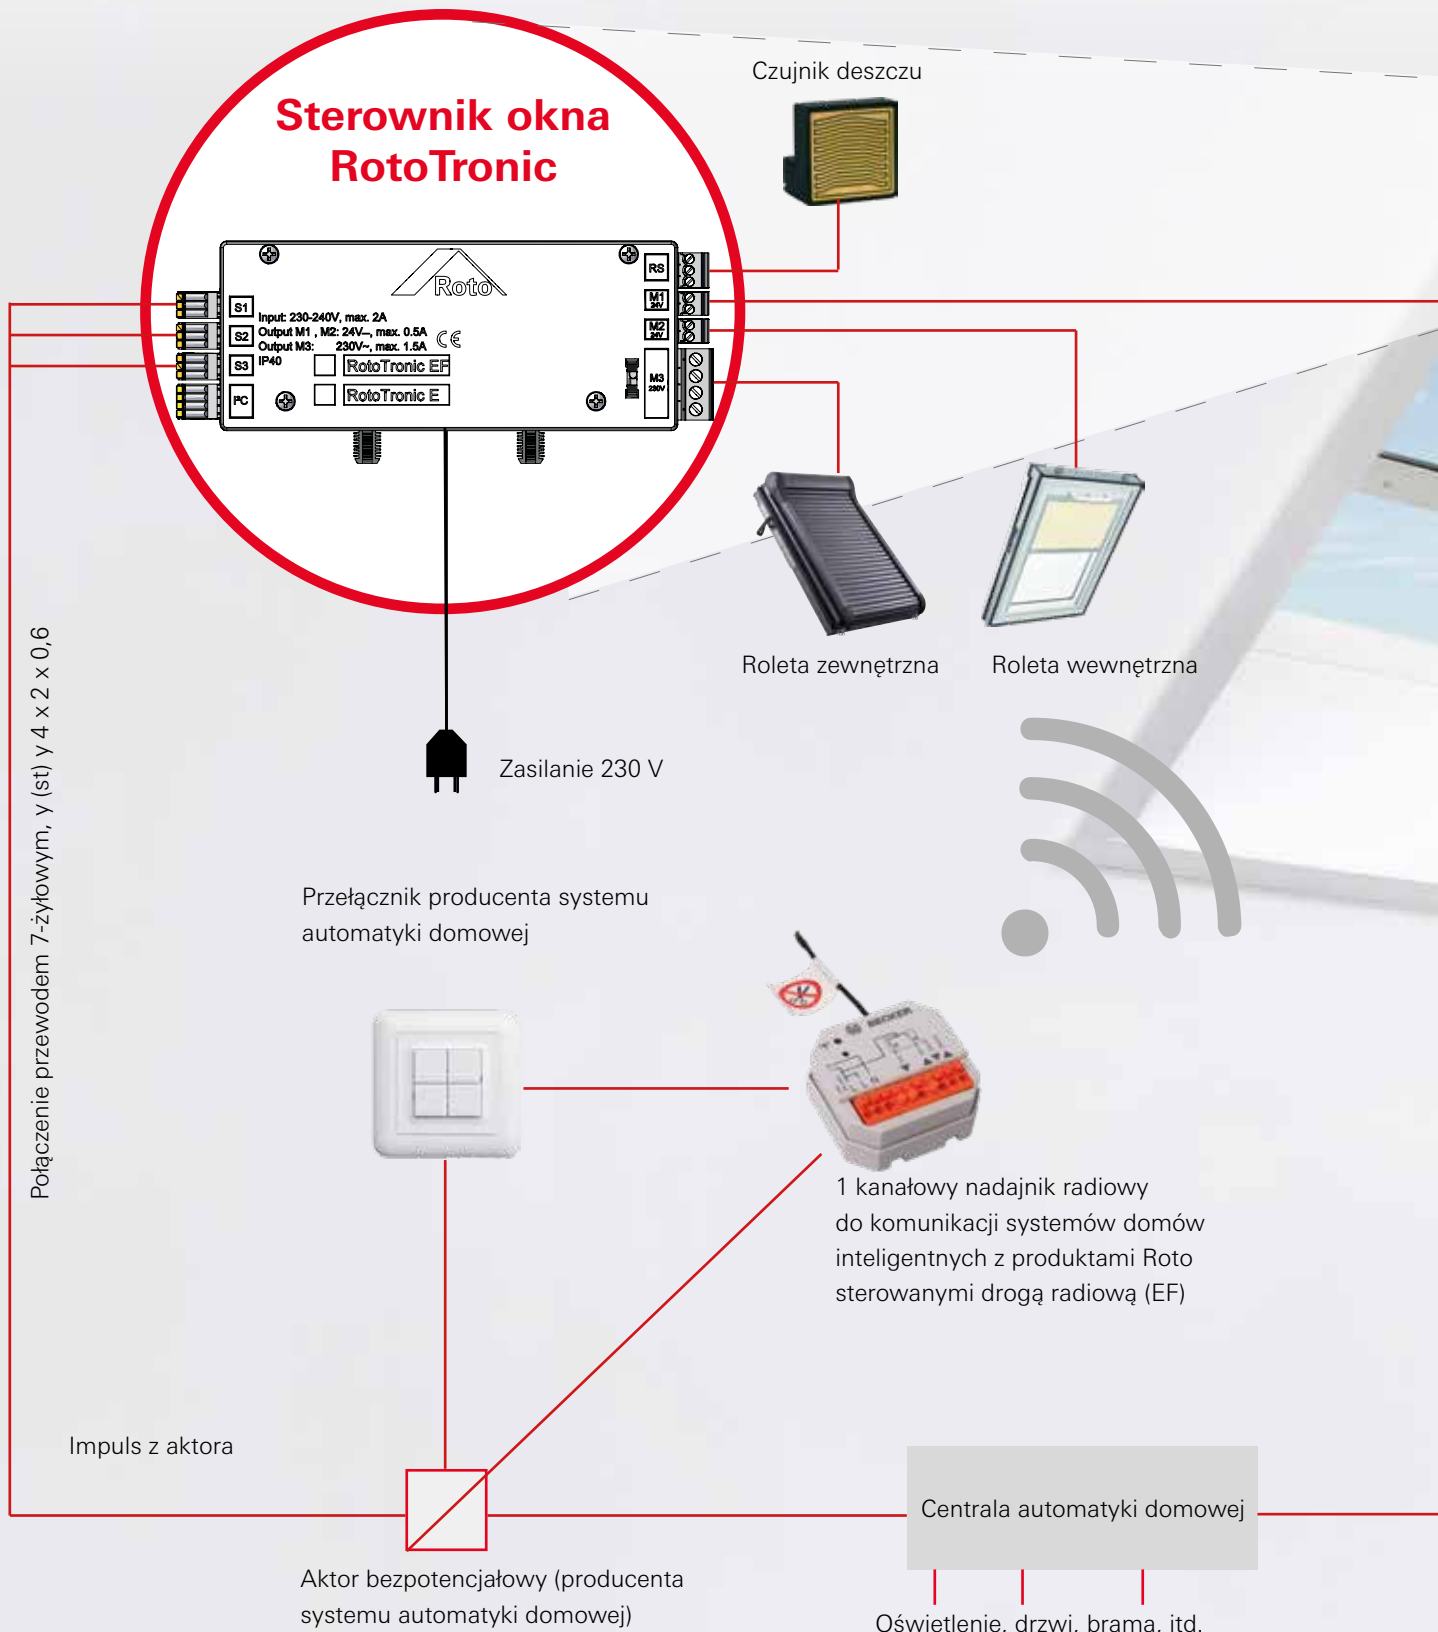 Sterownik okna
RotoTronic
Czujnik deszczu
Roto
RS
M1
24V
M2
24V
M3
230V
S1
S2
S3
I²C
Input: 230-240V, max. 2A
Output M1 , M2: 24V⎓, max. 0.5A
Output M3: 230V~, max. 1.5A
IP40
CE
RotoTronic EF
RotoTronic E
Roleta zewnętrzna
Roleta wewnętrzna
Połączenie przewodem 7-żyłowym, y (st) y 4 x 2 x 0,6
Zasilanie 230 V
Przełącznik producenta systemu
automatyki domowej
BECKER
1 kanałowy nadajnik radiowy
do komunikacji systemów domów
inteligentnych z produktami Roto
sterowanymi drogą radiową (EF)
Impuls z aktora
Centrala automatyki domowej
Aktor bezpotencjałowy (producenta
systemu automatyki domowej)
Oświetlenie, drzwi, brama, itd.